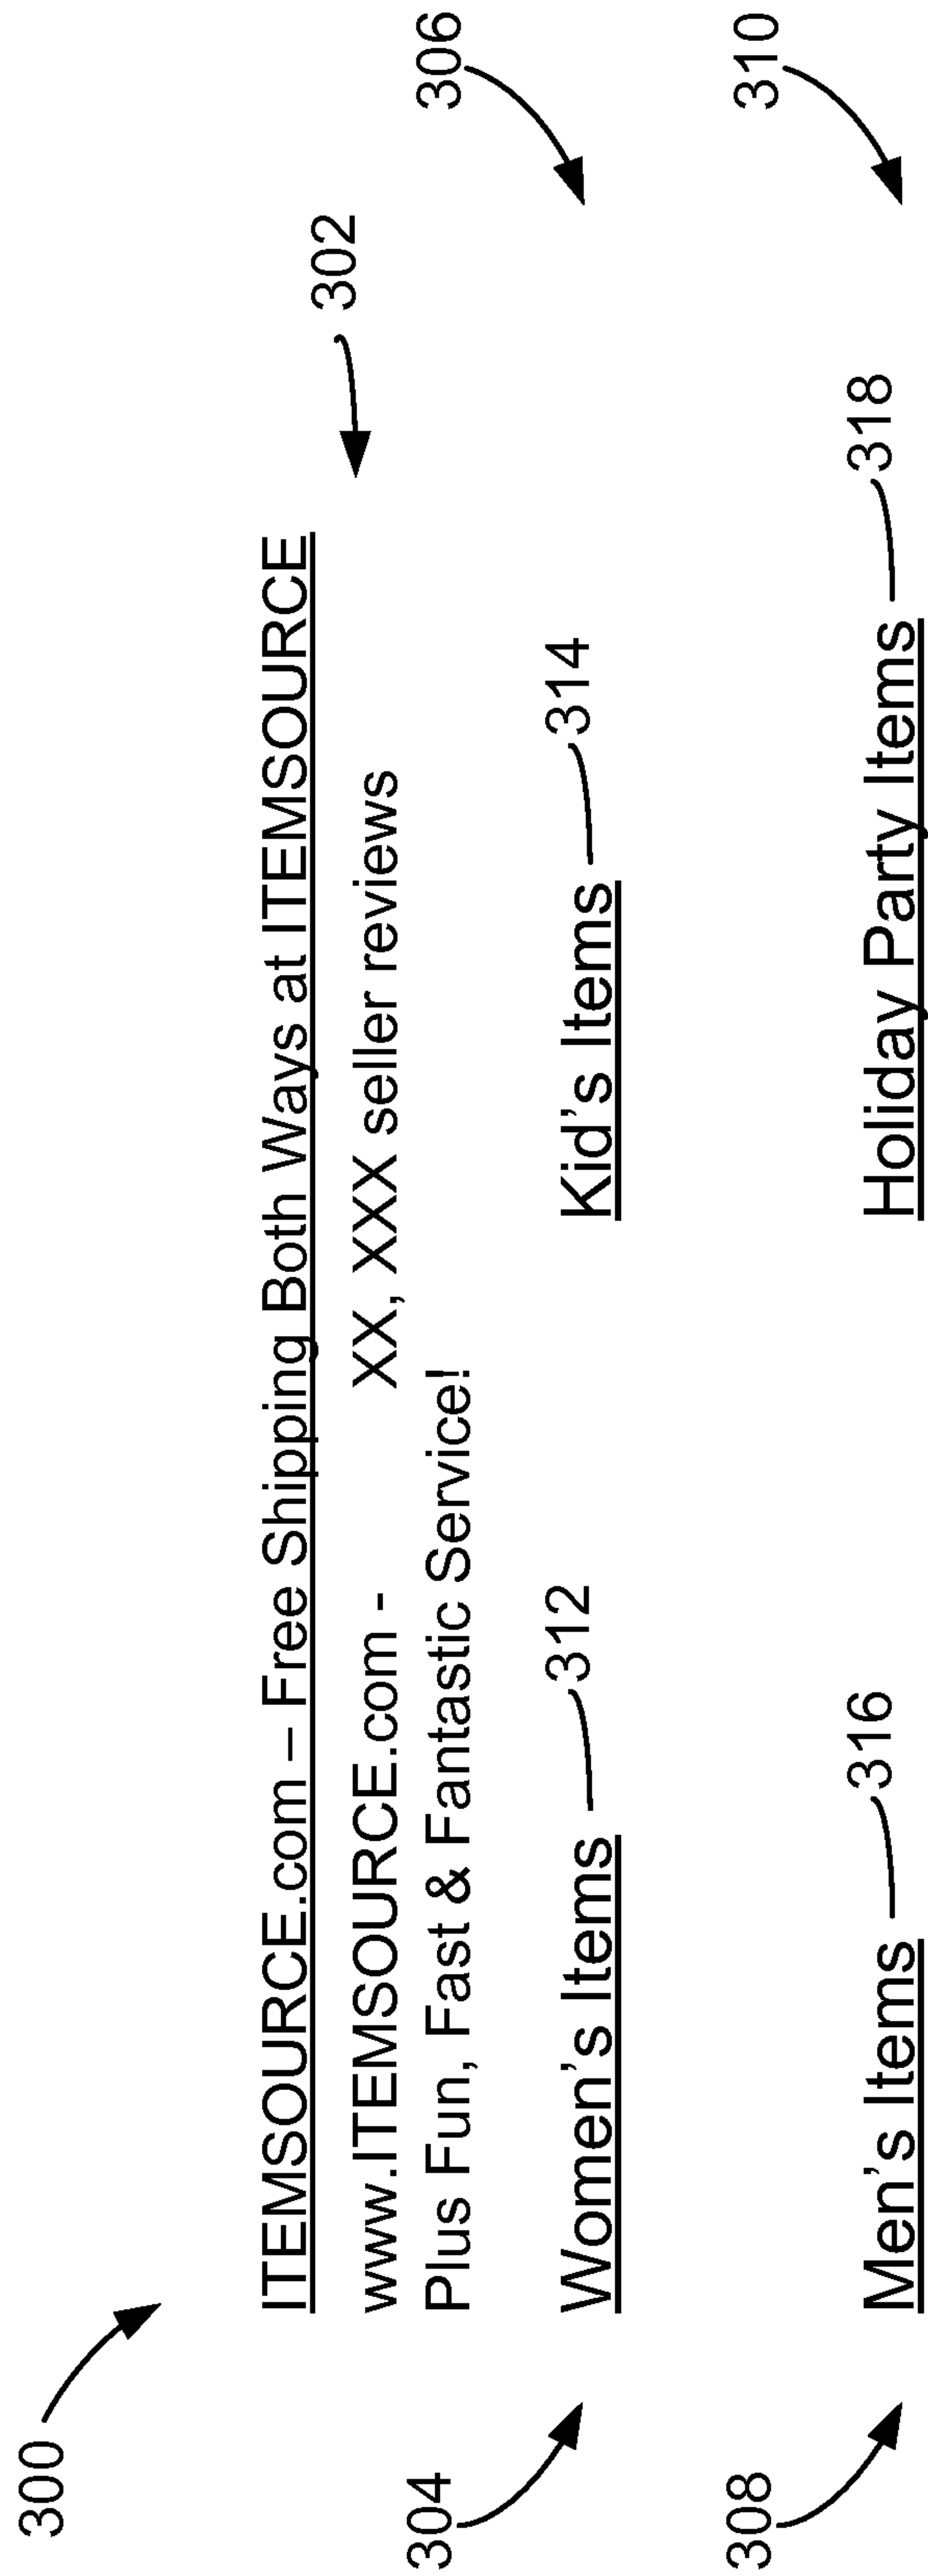 300
302
ITEMSOURCE.com – Free Shipping Both Ways at ITEMSOURCE
www.ITEMSOURCE.com - XX, XXX seller reviews
Plus Fun, Fast & Fantastic Service!
304
306
Women's Items 312
Kid's Items 314
308
310
Men's Items 316
Holiday Party Items 318